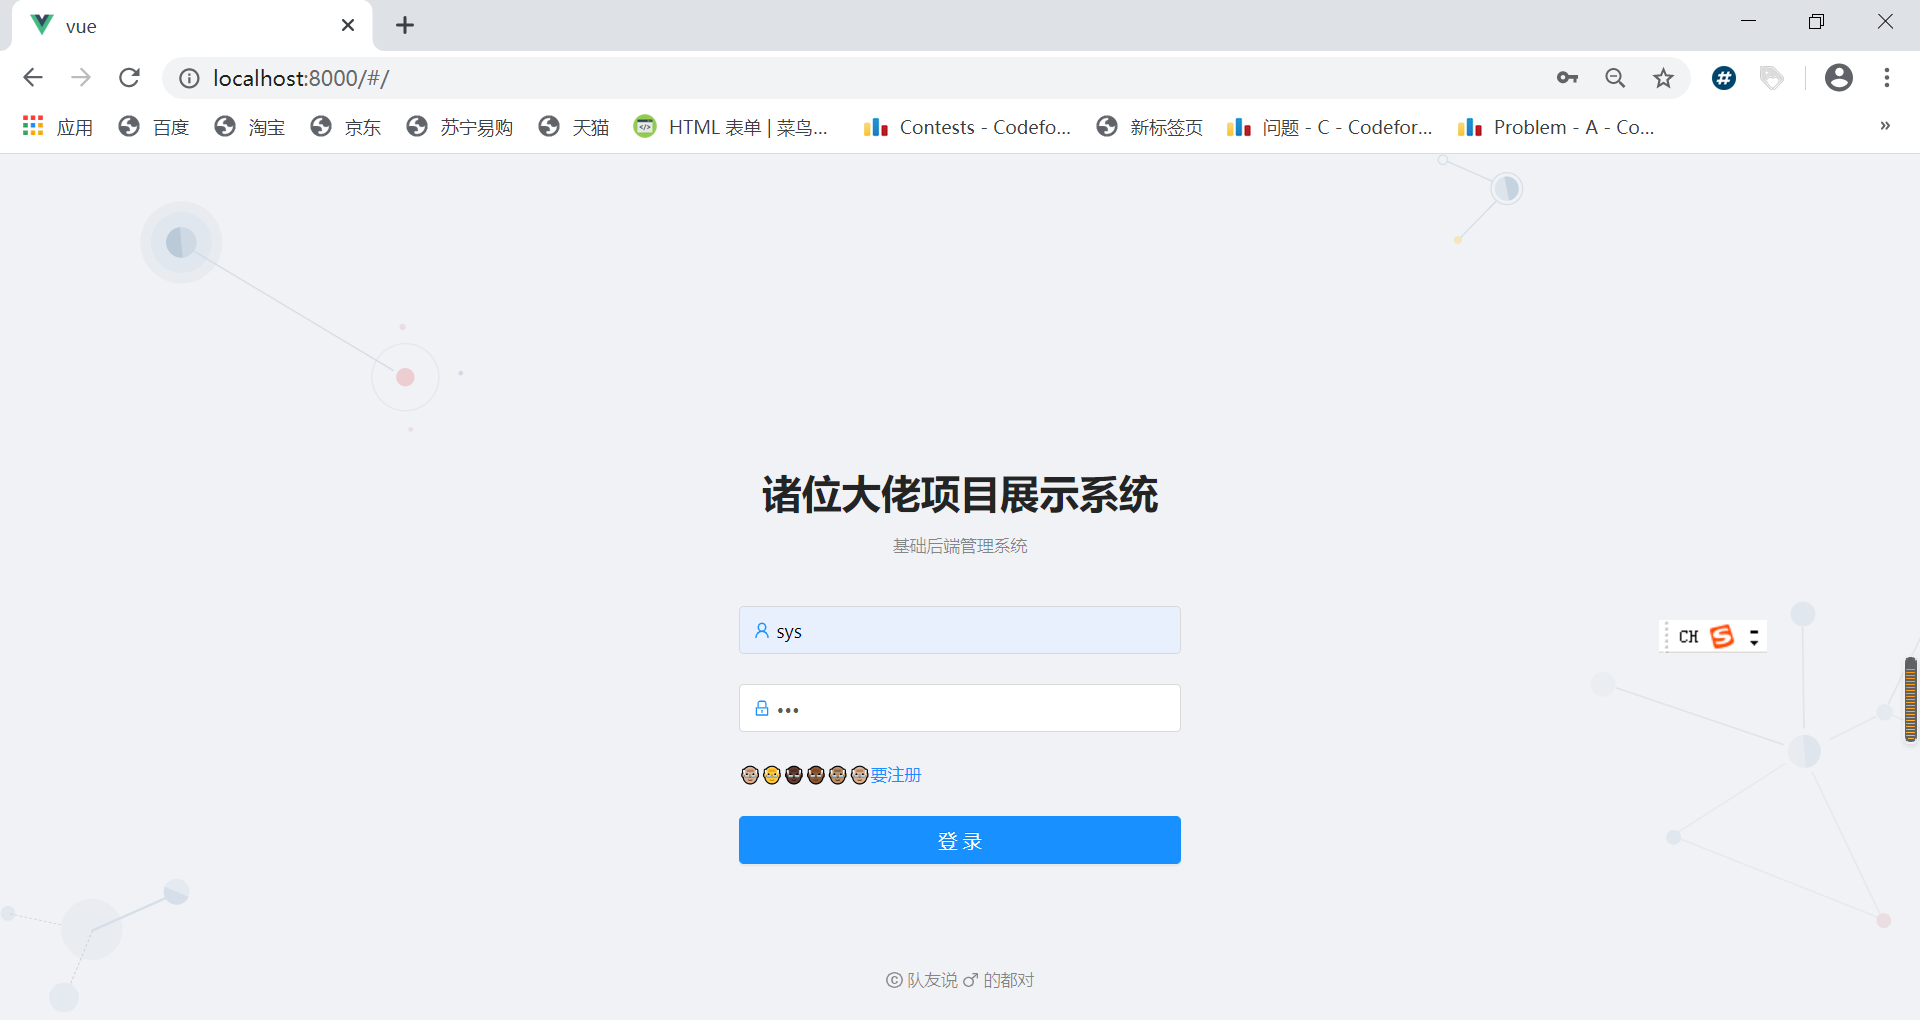 vue
localhost:8000/#/
应用 百度 淘宝 京东 苏宁易购 天猫 HTML 表单 | 菜鸟... Contests - Codefo... 新标签页 问题 - C - Codefor... Problem - A - Co... »
诸位大佬项目展示系统
基础后端管理系统
sys
•••
CH
👴🏼👴👴🏿👴🏾👴🏽👴🏼要注册
登 录
© 队友说 ♂ 的都对